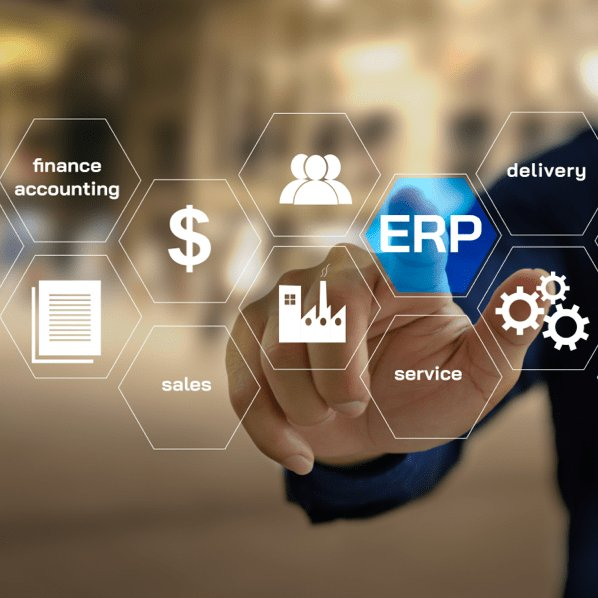 finance
accounting
$
ERP
delivery
sales
service